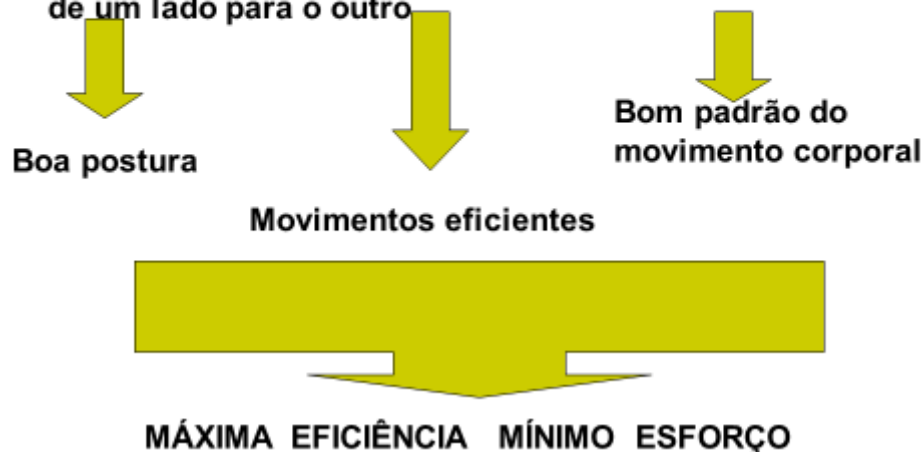 de um lado para o outro
Bom padrão do
movimento corporal
Boa postura
Movimentos eficientes
MÁXIMA EFICIÊNCIA MÍNIMO ESFORÇO